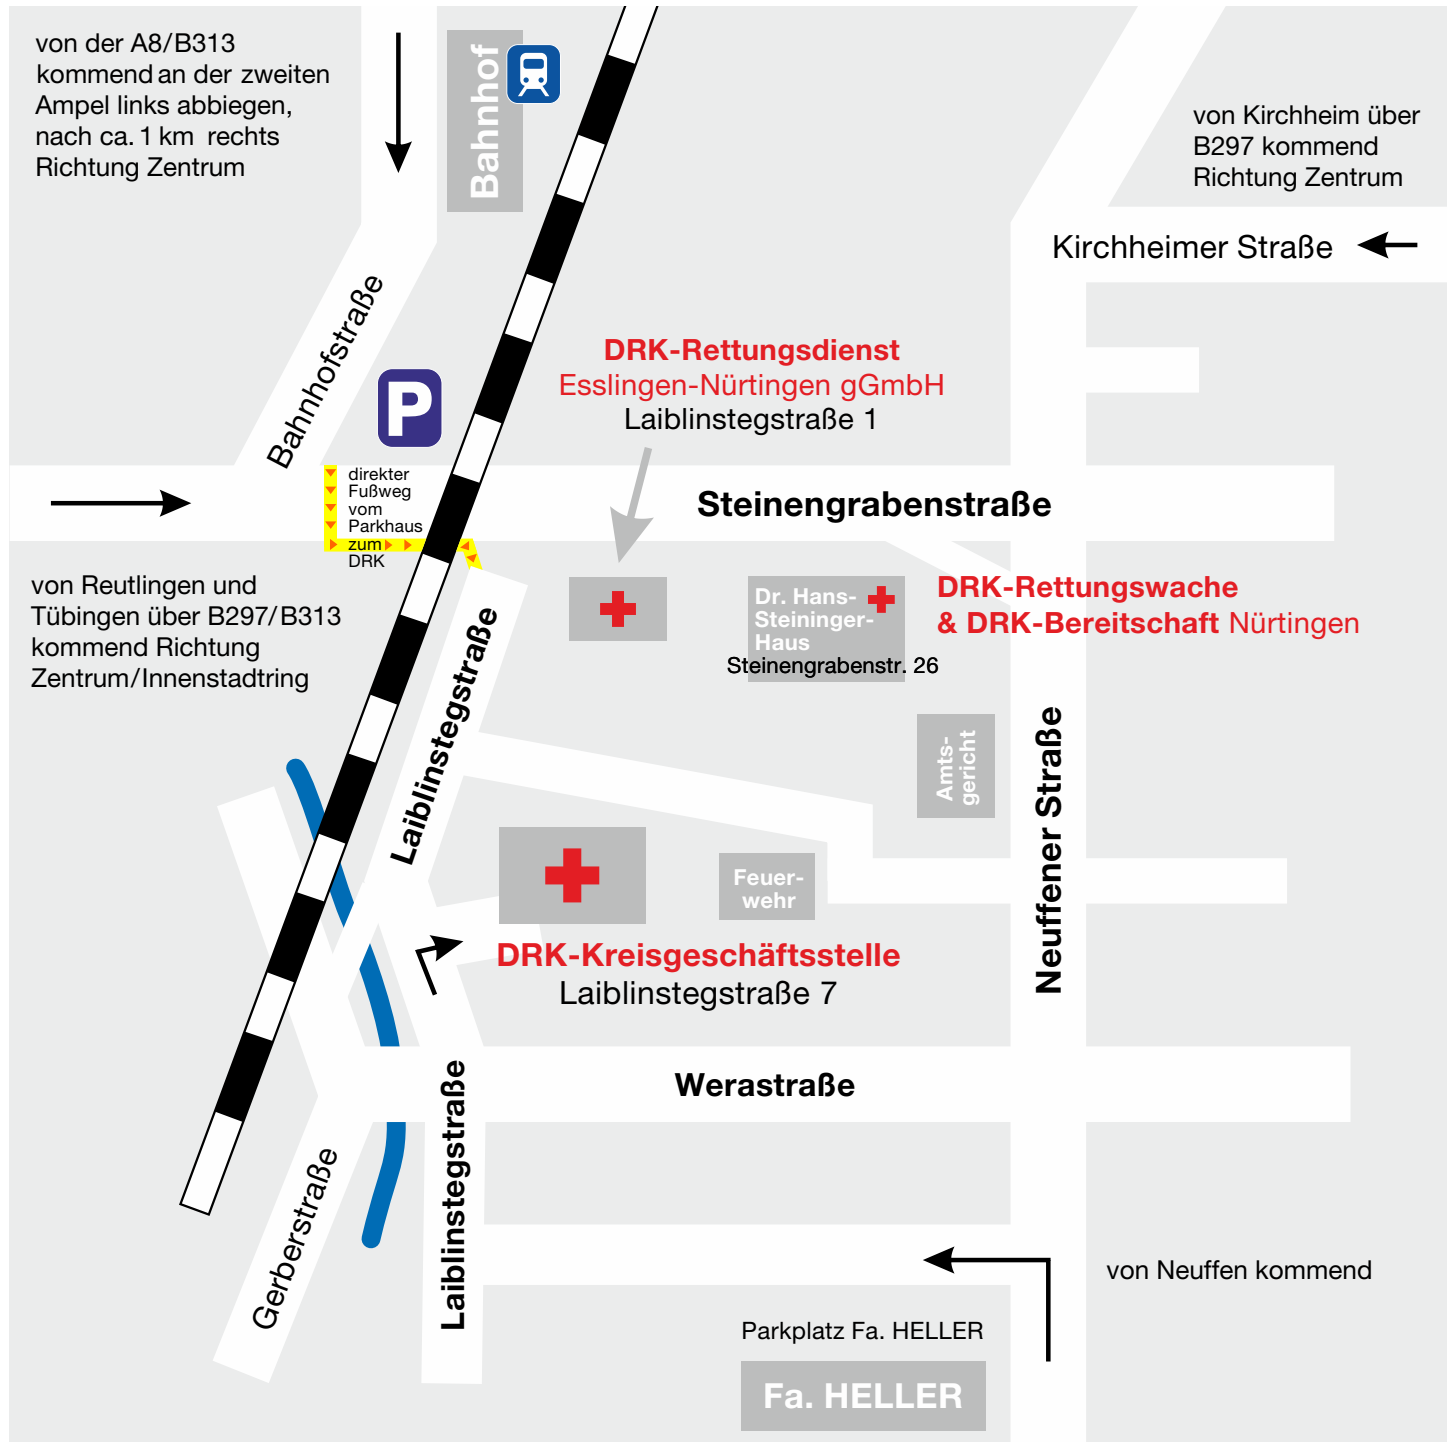 von der A8/B313
kommend an der zweiten
Ampel links abbiegen,
nach ca. 1 km rechts
Richtung Zentrum
Bahnhof
von Kirchheim über
B297 kommend
Richtung Zentrum
Kirchheimer Straße
Bahnhofstraße
P
DRK-Rettungsdienst
Esslingen-Nürtingen gGmbH
Laiblinstegstraße 1
direkter
Fußweg
vom
Parkhaus
zum
DRK
Steinengrabenstraße
von Reutlingen und
Tübingen über B297/B313
kommend Richtung
Zentrum/Innenstadtring
Dr. Hans-
Steininger-
Haus
Steinengrabenstr. 26
DRK-Rettungswache
& DRK-Bereitschaft Nürtingen
Laiblinstegstraße
Amts-
gericht
Neuffener Straße
Feuer-
wehr
DRK-Kreisgeschäftsstelle
Laiblinstegstraße 7
Werastraße
Gerberstraße
Laiblinstegstraße
von Neuffen kommend
Parkplatz Fa. HELLER
Fa. HELLER